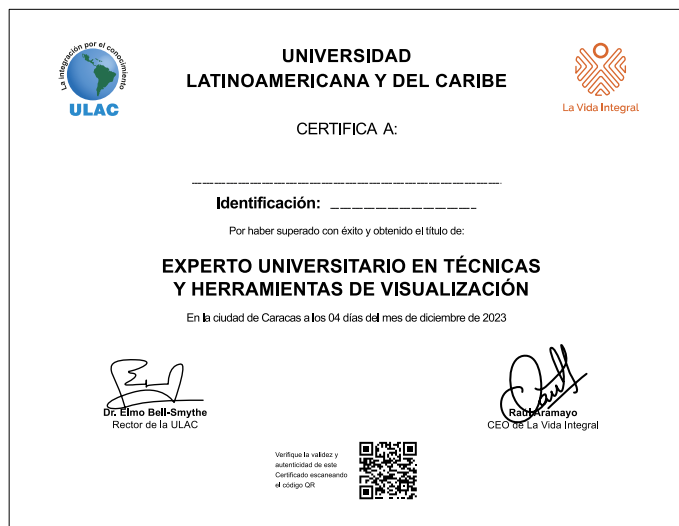 La integración por el conocimiento
ULAC
UNIVERSIDAD
LATINOAMERICANA Y DEL CARIBE
La Vida Integral
CERTIFICA A:
Identificación:
Por haber superado con éxito y obtenido el título de:
EXPERTO UNIVERSITARIO EN TÉCNICAS
Y HERRAMIENTAS DE VISUALIZACIÓN
En la ciudad de Caracas a los 04 días del mes de diciembre de 2023
Dr. Elmo Bell-Smythe
Rector de la ULAC
Raúl Aramayo
CEO de La Vida Integral
Verifique la validez y
autenticidad de este
Certificado escaneando
el código QR